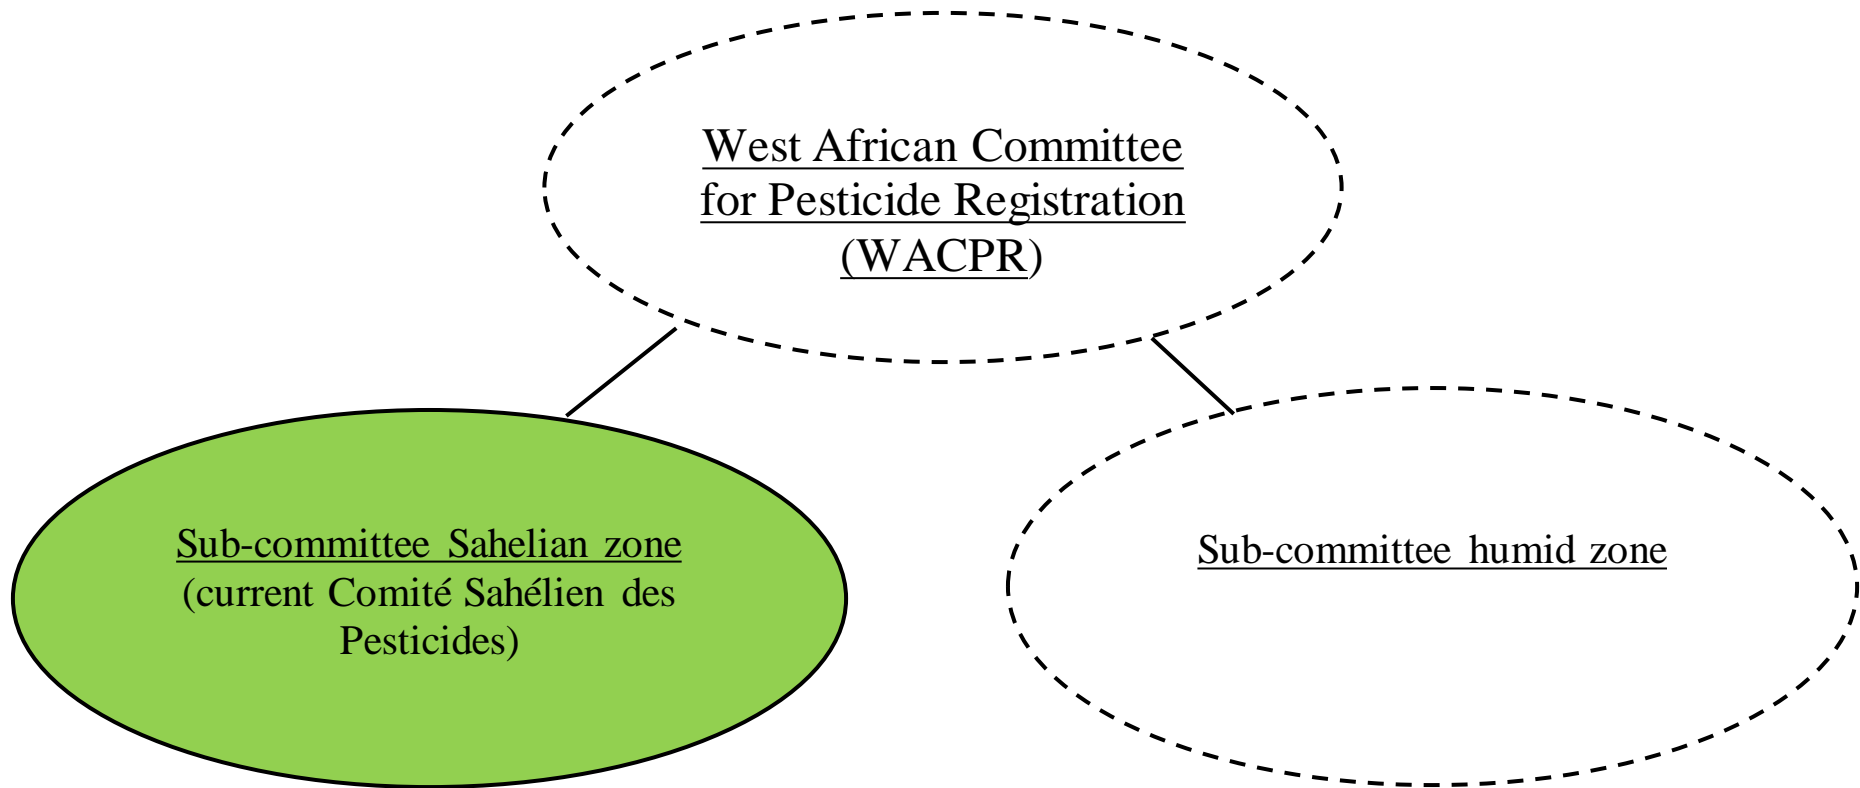 West African Committee
for Pesticide Registration
(WACPR)
Sub-committee Sahelian zone
(current Comité Sahélien des
Pesticides)
Sub-committee humid zone